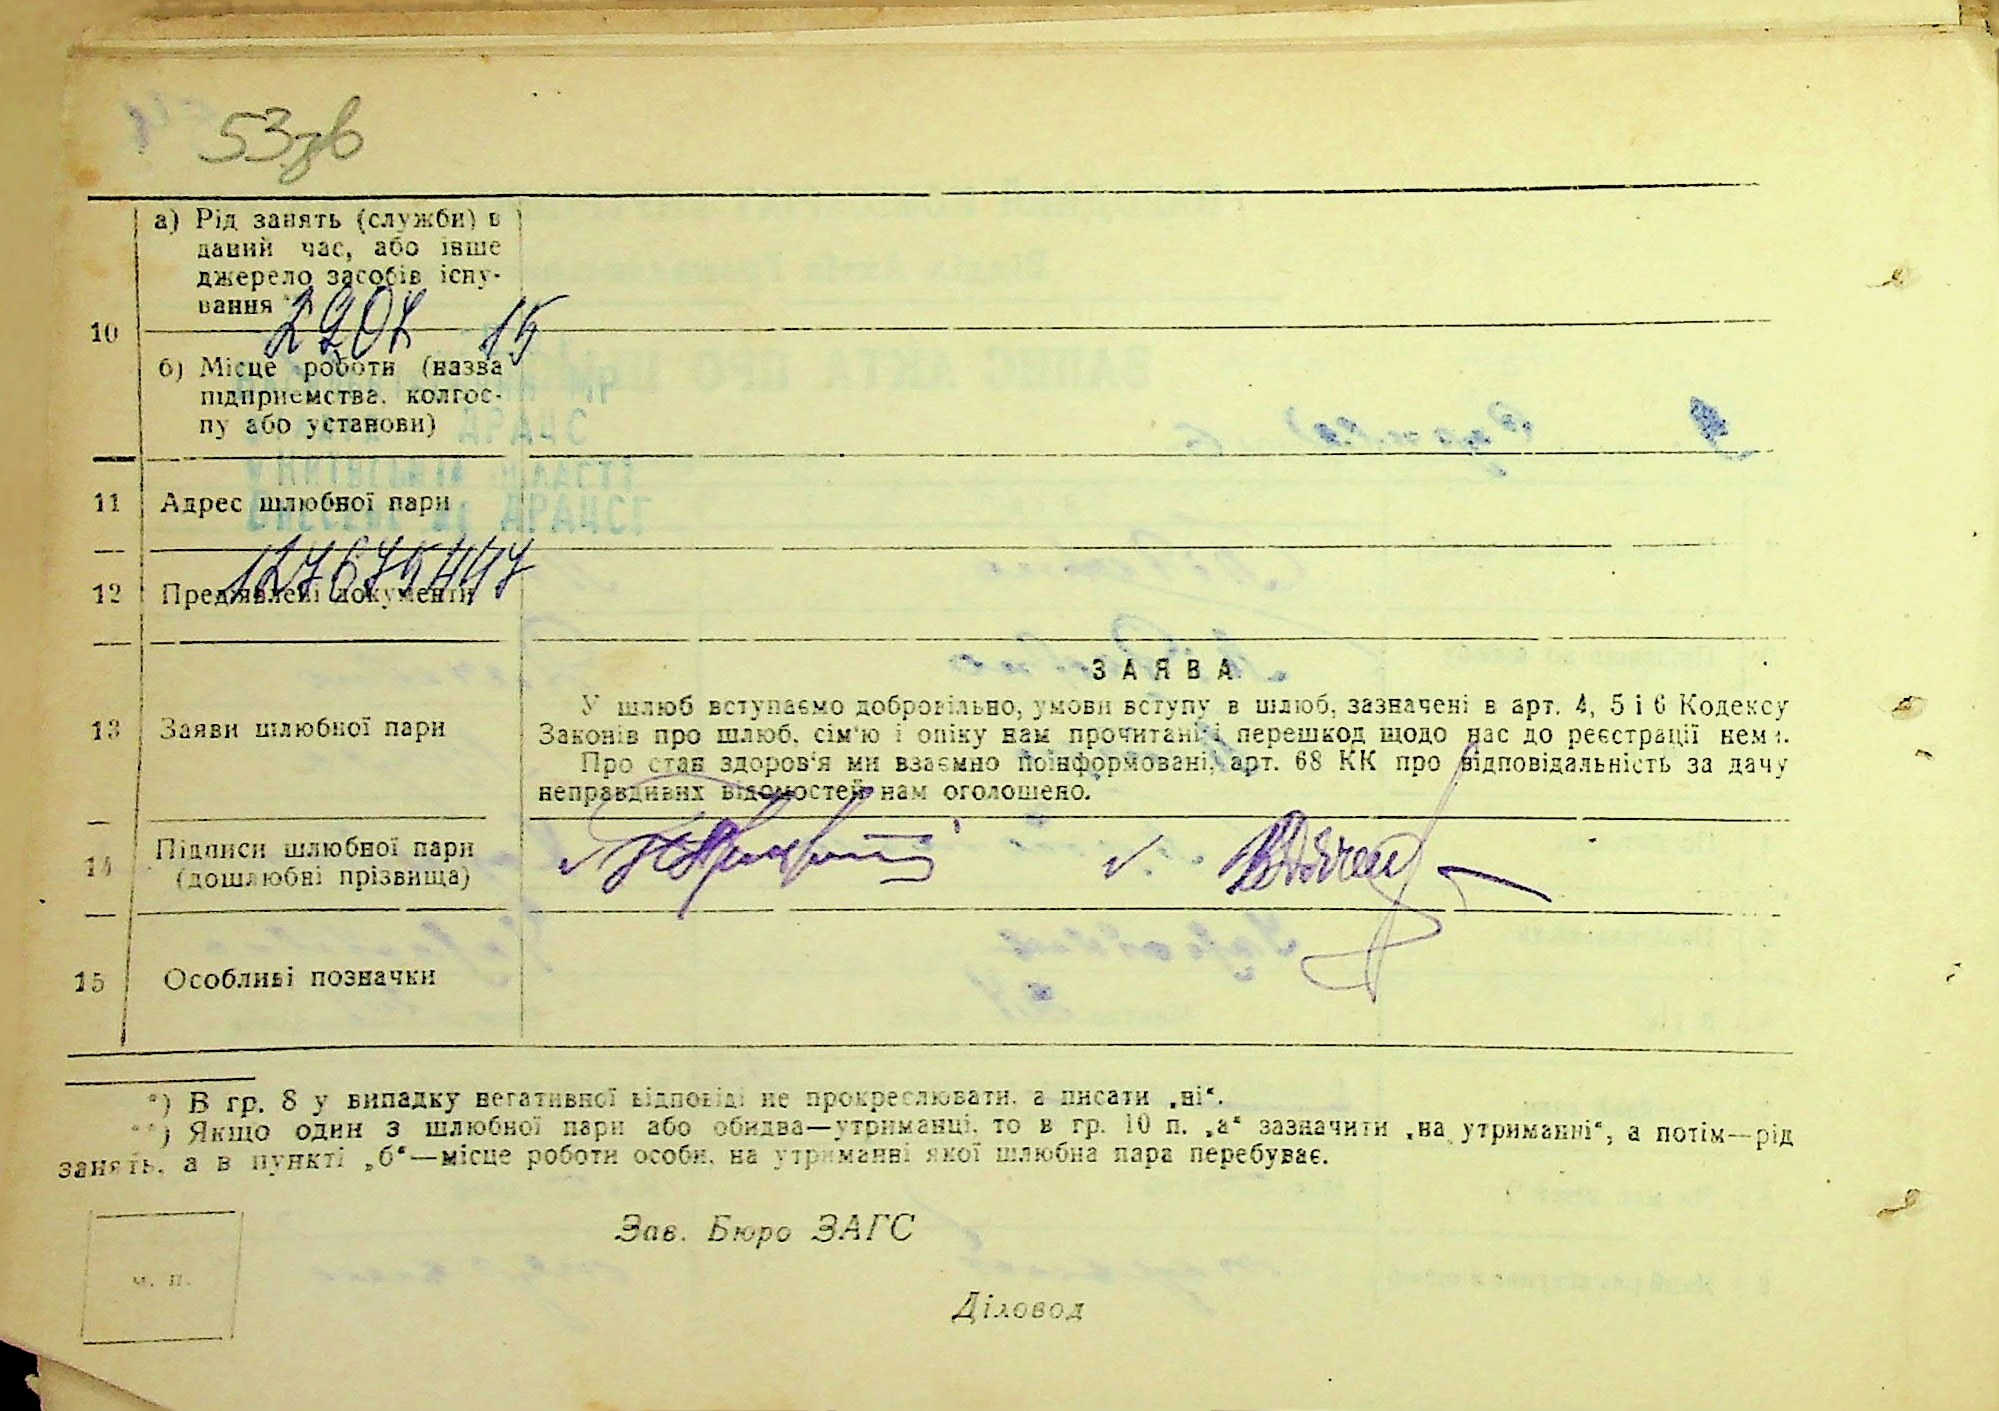 53зв
а) Рід занять (служби) в
даний час, або інше
джерело засобів існу-
вання
10
б) Місце роботи (назва
підприємства, колгос-
пу або установи)
11 Адрес шлюбної пари
12 Пред'явлені документи
ЗАЯВА
У шлюб вступаємо добровільно, умови вступу в шлюб, зазначені в арт. 4, 5 і 6 Кодексу
13 Заяви шлюбної пари Законів про шлюб, сім'ю і опіку нам прочитані і перешкод щодо нас до реєстрації нема.
Про стан здоров'я ми взаємно поінформовані, арт. 68 КК про відповідальність за дачу
неправдивих відомостей нам оголошено.
14 Підписи шлюбної пари
(дошлюбні прізвища)
15 Особливі позначки
*) В гр. 8 у випадку негативної відповіді не прокреслювати, а писати „ні“.
**) Якщо один з шлюбної пари або обидва—утриманці, то в гр. 10 п. „а“ зазначити „на утриманні“, а потім—рід
занять, а в пункті „б“—місце роботи особи, на утриманні якої шлюбна пара перебуває.
Зав. Бюро ЗАГС
м. п.
Діловод